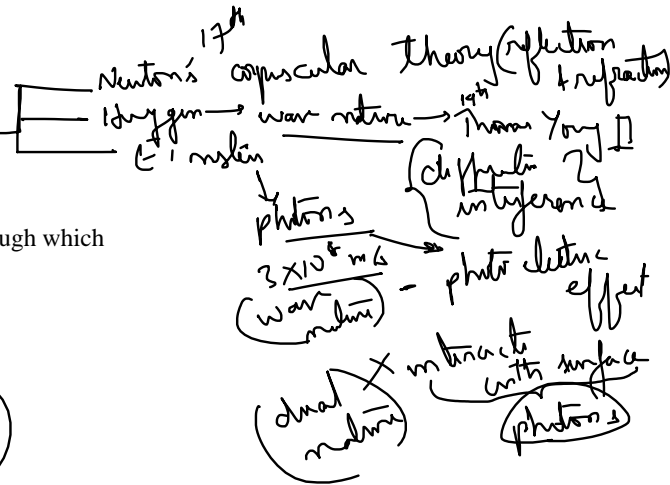 17th
Newton's corpuscular theory (reflection
+ refraction)
Huygen → wave nature → 19th Thomas Young
Einstein
diffraction
interference
photons
ugh which
3 × 10⁸ m/s
photo electric
effect
wave
nature
interacts
with surface
dual
nature
photons